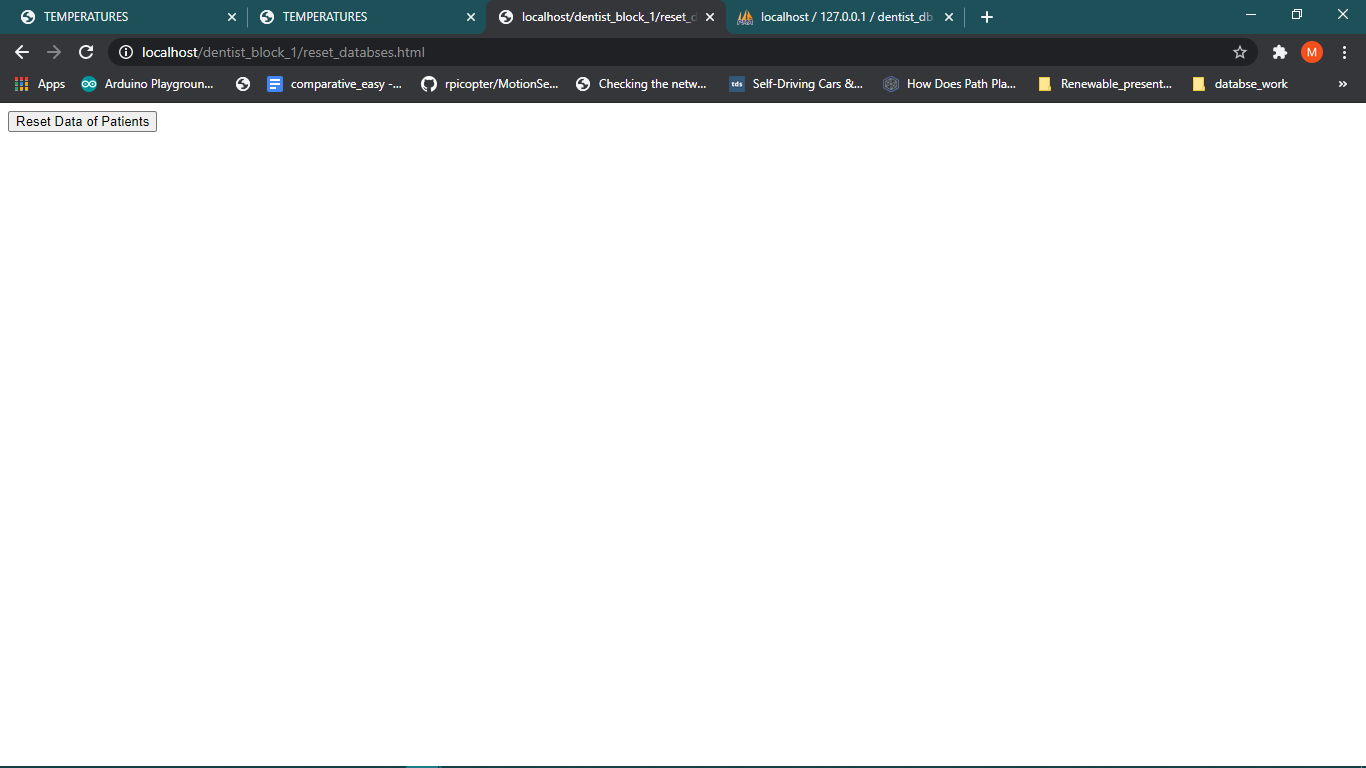 TEMPERATURES TEMPERATURES localhost/dentist_block_1/reset_d localhost / 127.0.0.1 / dentist_db
localhost/dentist_block_1/reset_databses.html M
Apps Arduino Playgroun... comparative_easy -... rpicopter/MotionSe... Checking the netw... tds Self-Driving Cars &... How Does Path Pla... Renewable_present... databse_work »
Reset Data of Patients